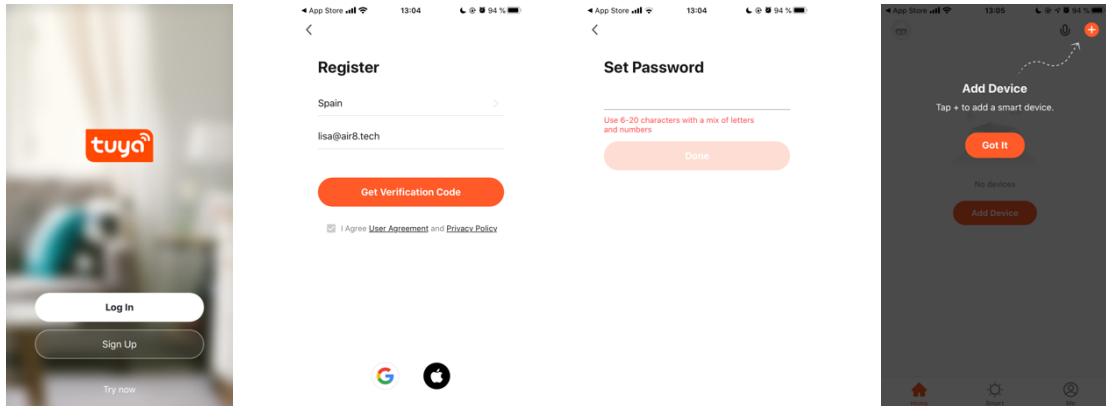 tuya
Log In
Sign Up
Try now
App Store 13:04 94 %
Register
Spain
lisa@air8.tech
Get Verification Code
I Agree User Agreement and Privacy Policy
App Store 13:04 94 %
Set Password
Use 6-20 characters with a mix of letters
and numbers
Done
App Store 13:05 94 %
Add Device
Tap + to add a smart device.
Got It
No devices
Add Device
Home Smart Me